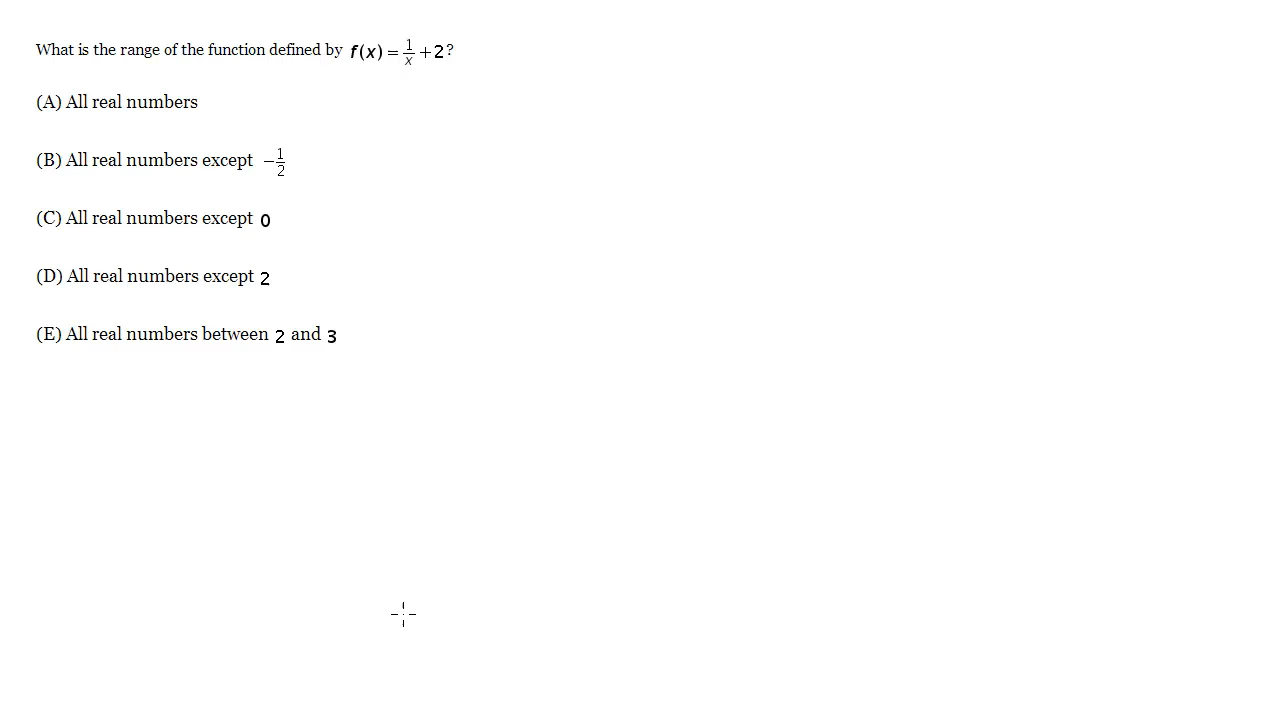 What is the range of the function defined by f(x) = 1/x + 2?
(A) All real numbers
(B) All real numbers except −1/2
(C) All real numbers except 0
(D) All real numbers except 2
(E) All real numbers between 2 and 3